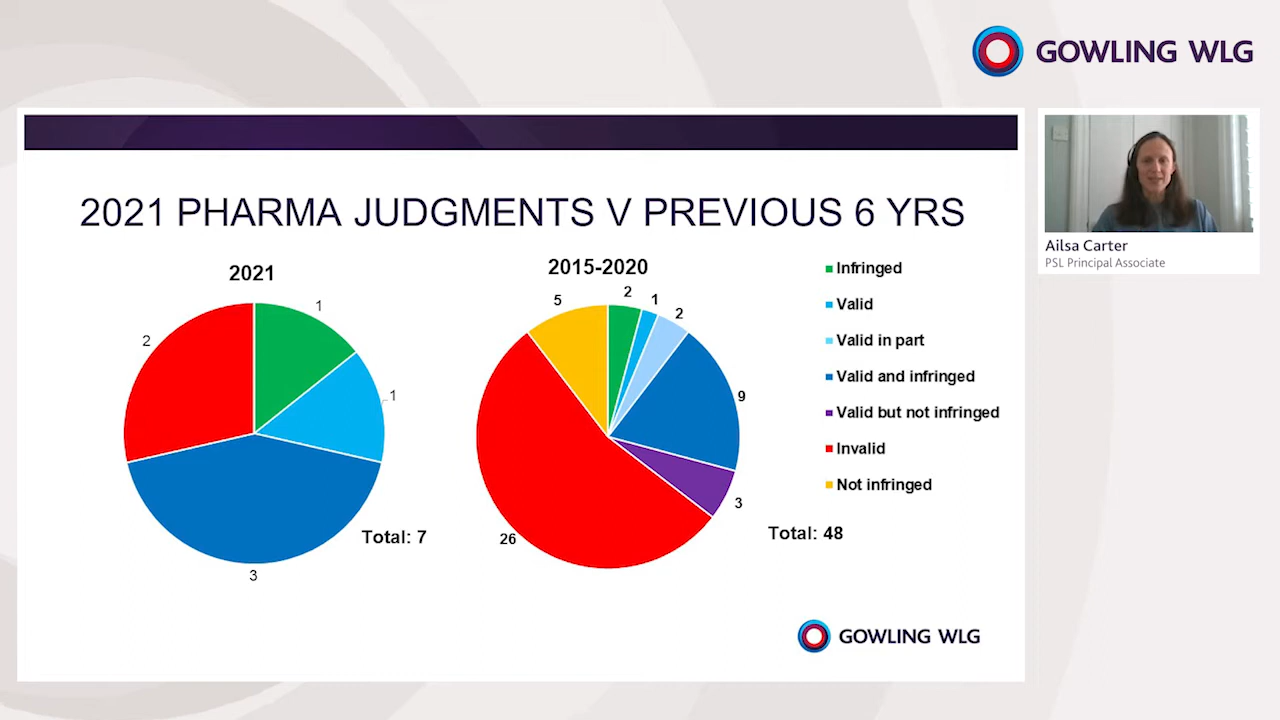 GOWLING WLG
2021 PHARMA JUDGMENTS V PREVIOUS 6 YRS
Ailsa Carter
PSL Principal Associate
2021
1
2
1
3
Total: 7
2015-2020
5
2
1
2
9
3
26
Total: 48
Infringed
Valid
Valid in part
Valid and infringed
Valid but not infringed
Invalid
Not infringed
GOWLING WLG